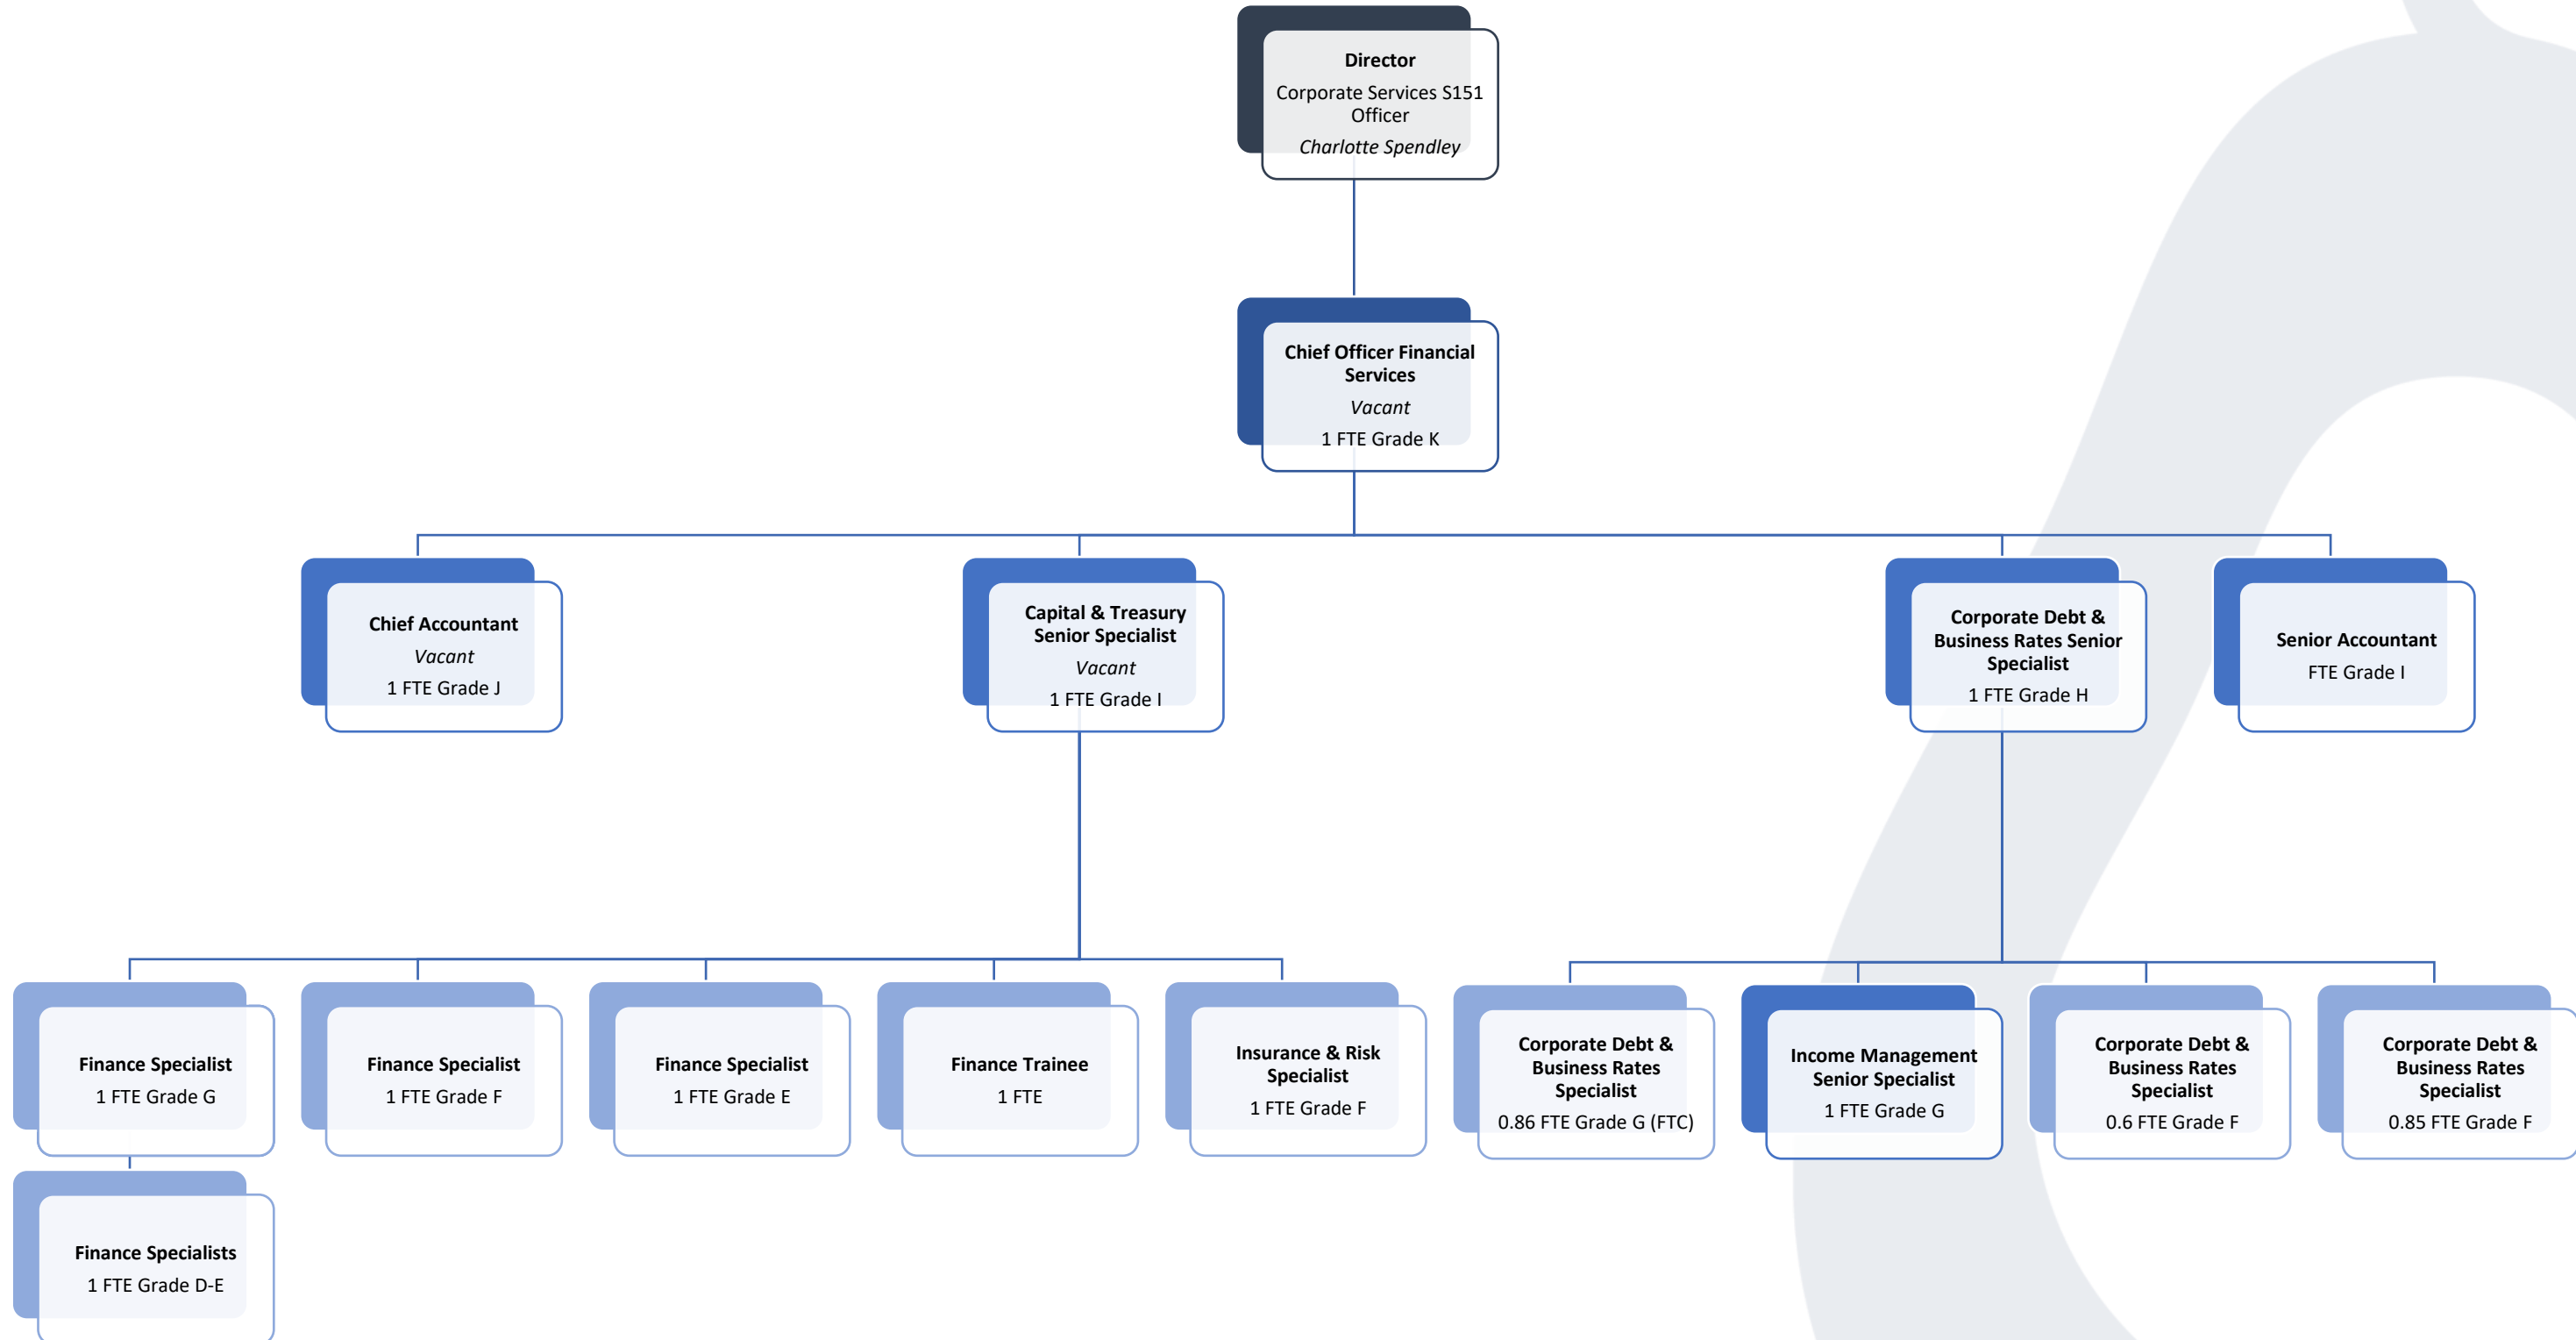 Director
Corporate Services S151
Officer
Charlotte Spendley
Chief Officer Financial
Services
Vacant
1 FTE Grade K
Chief Accountant
Vacant
1 FTE Grade J
Capital & Treasury
Senior Specialist
Vacant
1 FTE Grade I
Corporate Debt &
Business Rates Senior
Specialist
1 FTE Grade H
Senior Accountant
FTE Grade I
Finance Specialist
1 FTE Grade G
Finance Specialist
1 FTE Grade F
Finance Specialist
1 FTE Grade E
Finance Trainee
1 FTE
Insurance & Risk
Specialist
1 FTE Grade F
Corporate Debt &
Business Rates
Specialist
0.86 FTE Grade G (FTC)
Income Management
Senior Specialist
1 FTE Grade G
Corporate Debt &
Business Rates
Specialist
0.6 FTE Grade F
Corporate Debt &
Business Rates
Specialist
0.85 FTE Grade F
Finance Specialists
1 FTE Grade D-E